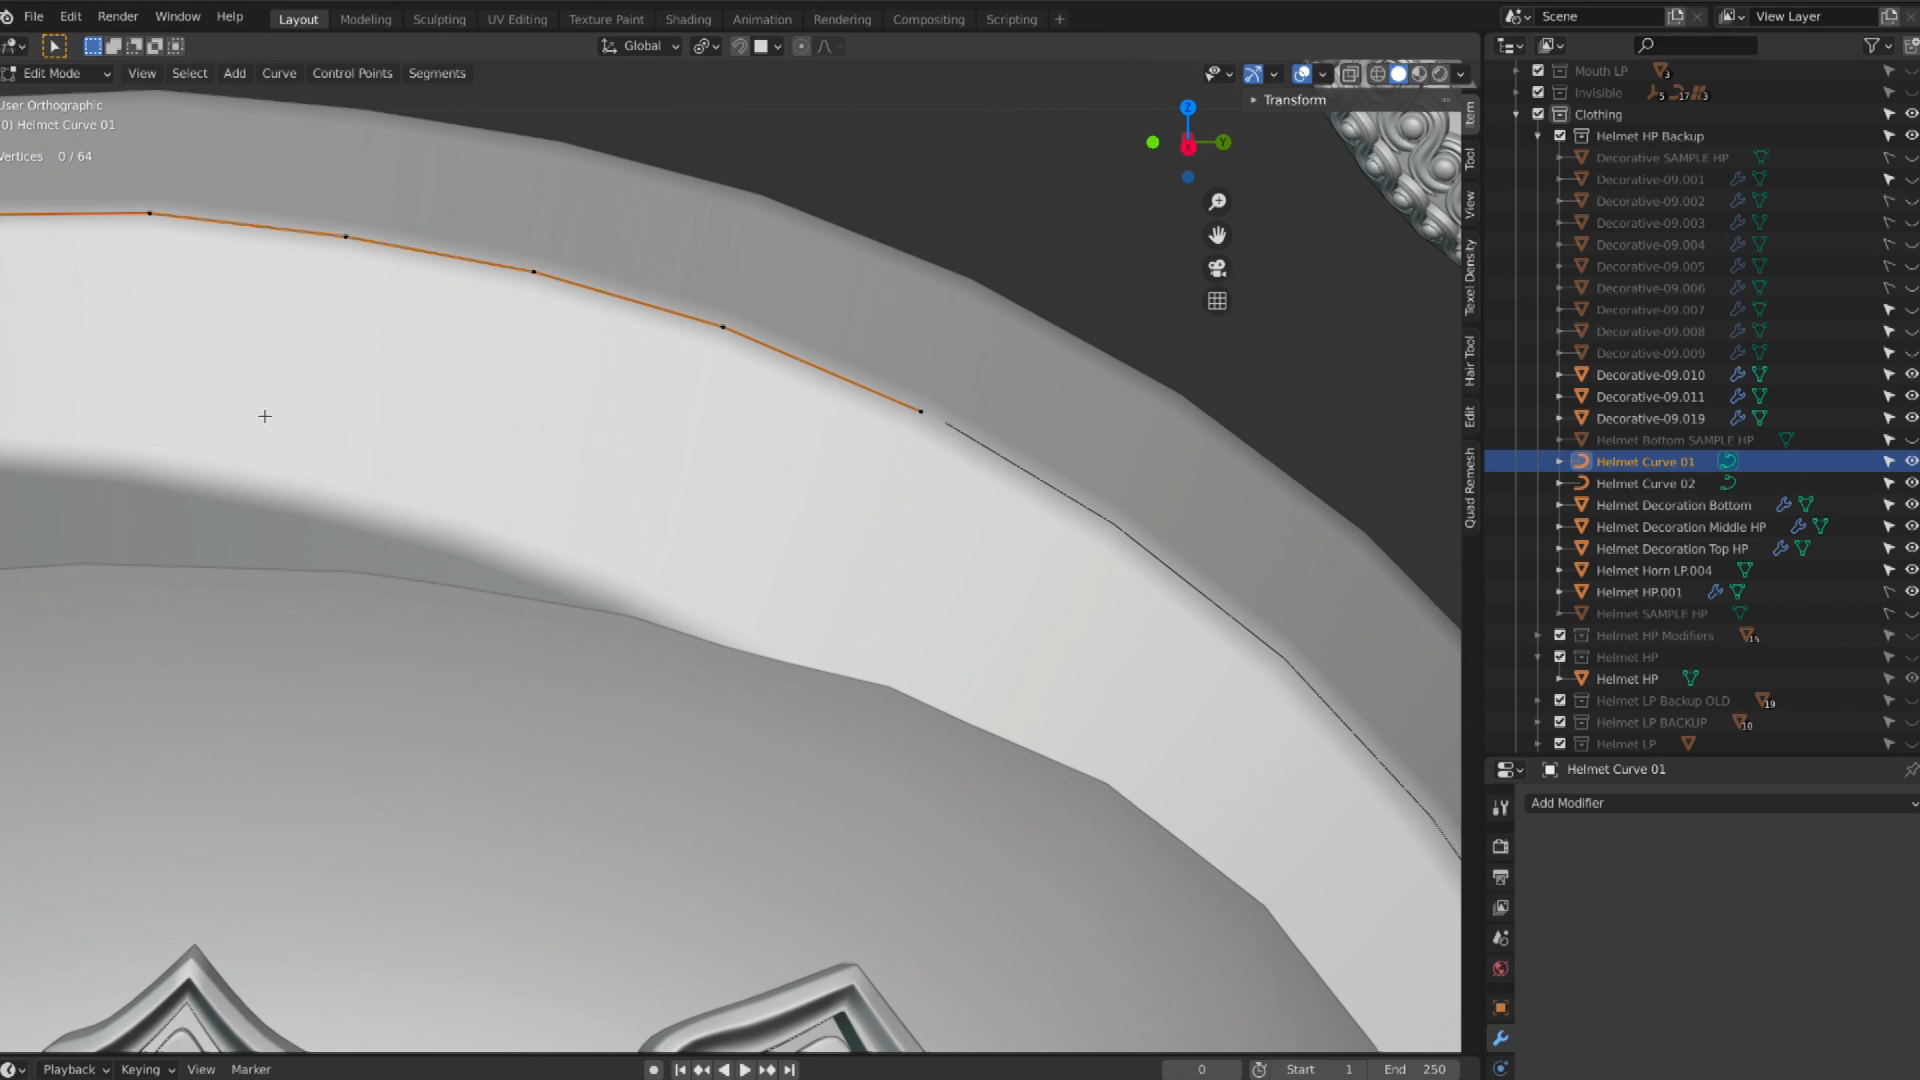 File Edit Render Window Help
Layout Modeling Sculpting UV Editing Texture Paint Shading Animation Rendering Compositing Scripting +
Scene
View Layer
Global
Edit Mode View Select Add Curve Control Points Segments
User Orthographic
0) Helmet Curve 01
Vertices 0 / 64
Transform
Z
Y
X
Item
Tool
View
Texel Density
Hair Tool
Edit
Quad Remesh
Mouth LP 3
Invisible 5 17 3
Clothing
Helmet HP Backup
Decorative SAMPLE HP
Decorative-09.001
Decorative-09.002
Decorative-09.003
Decorative-09.004
Decorative-09.005
Decorative-09.006
Decorative-09.007
Decorative-09.008
Decorative-09.009
Decorative-09.010
Decorative-09.011
Decorative-09.019
Helmet Bottom SAMPLE HP
Helmet Curve 01
Helmet Curve 02
Helmet Decoration Bottom
Helmet Decoration Middle HP
Helmet Decoration Top HP
Helmet Horn LP.004
Helmet HP.001
Helmet SAMPLE HP
Helmet HP Modifiers 15
Helmet HP
Helmet HP
Helmet LP Backup OLD 19
Helmet LP BACKUP 10
Helmet LP
Helmet Curve 01
Add Modifier
Playback Keying View Marker
0 Start 1 End 250